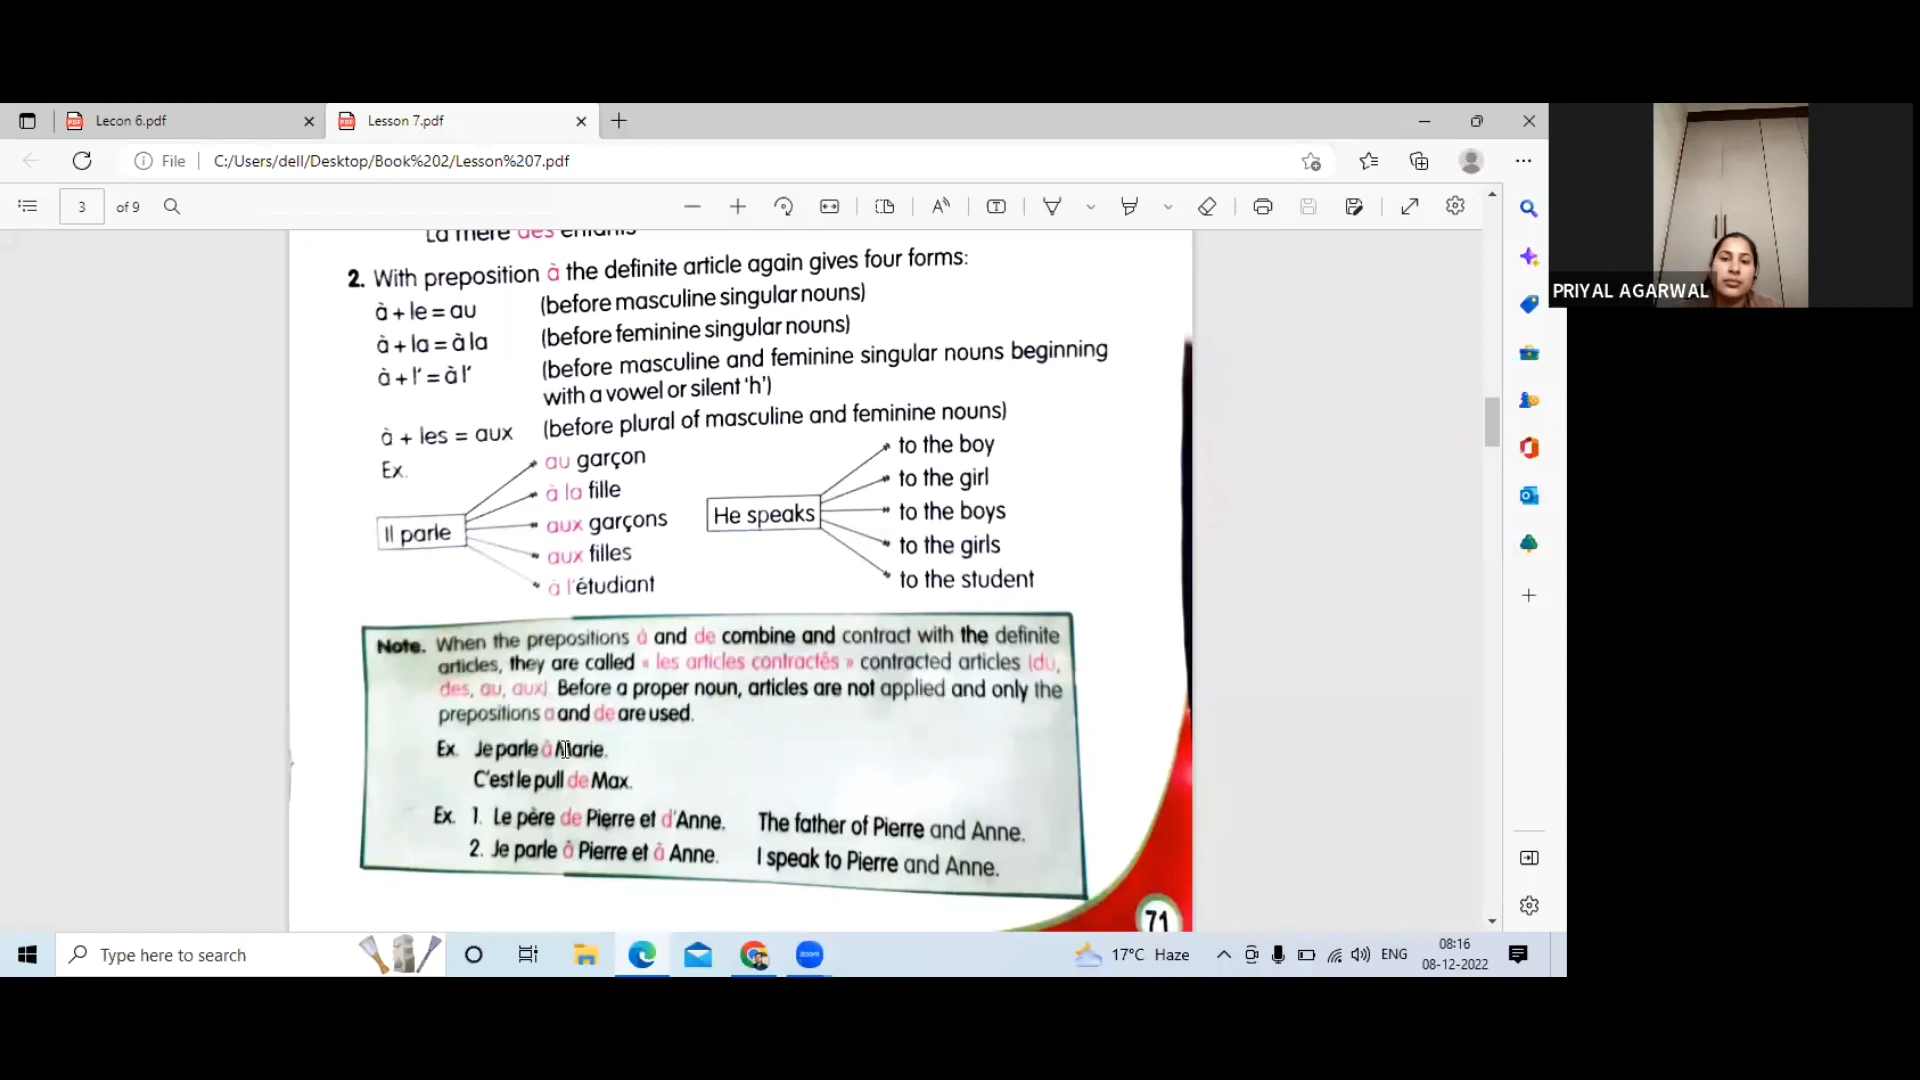 Lecon 6.pdf
Lesson 7.pdf
File
C:/Users/dell/Desktop/Book%202/Lesson%207.pdf
3 of 9
La mère des enfants
2. With preposition à the definite article again gives four forms:
à + le = au (before masculine singular nouns)
à + la = à la (before feminine singular nouns)
à + l' = à l' (before masculine and feminine singular nouns beginning
with a vowel or silent 'h')
à + les = aux (before plural of masculine and feminine nouns)
Ex.
Il parle
au garçon
à la fille
aux garçons
aux filles
à l'étudiant
He speaks
to the boy
to the girl
to the boys
to the girls
to the student
Note. When the prepositions à and de combine and contract with the definite
articles, they are called « les articles contractés » contracted articles (du,
des, au, aux). Before a proper noun, articles are not applied and only the
prepositions a and de are used.
Ex. Je parle à Marie.
C'est le pull de Max.
Ex. 1. Le père de Pierre et d'Anne. The father of Pierre and Anne.
2. Je parle à Pierre et à Anne. I speak to Pierre and Anne.
71
PRIYAL AGARWAL
Type here to search
zoom
17°C Haze
ENG
08:16
08-12-2022